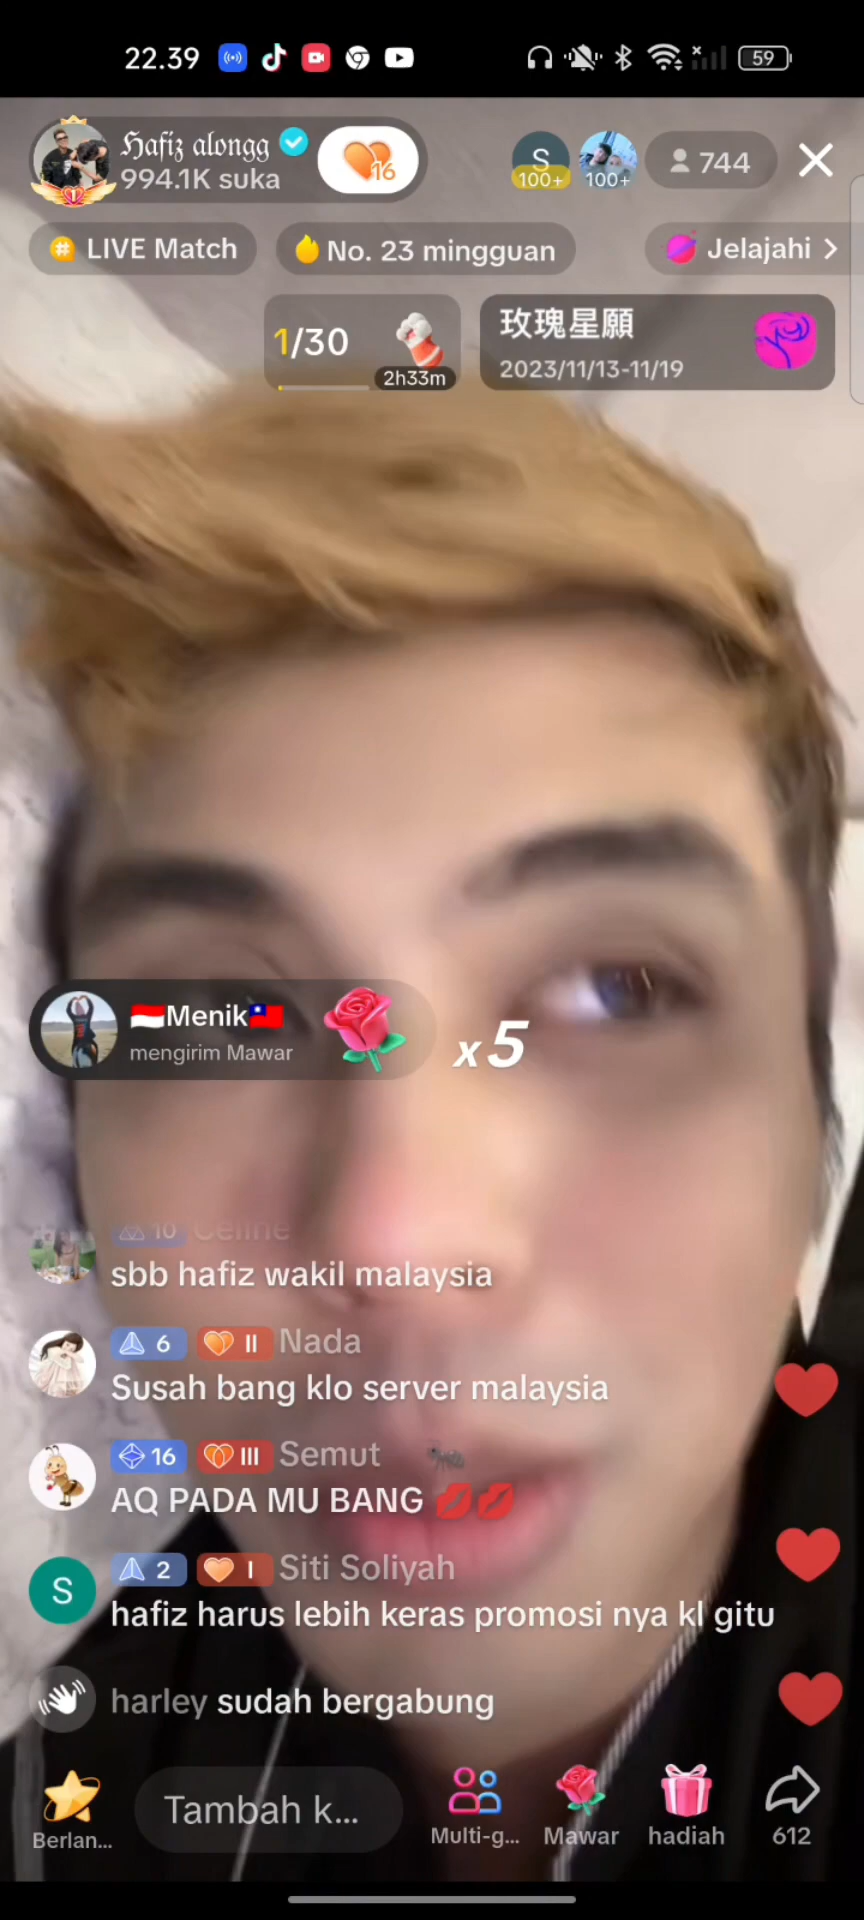 22.39
59
Hafiz alongg
994.1K suka
16
S
100+
100+
744
LIVE Match
No. 23 mingguan
Jelajahi
1/30
2h33m
玫瑰星願
2023/11/13-11/19
Menik
mengirim Mawar
x5
10 Celine
sbb hafiz wakil malaysia
6 II Nada
Susah bang klo server malaysia
16 III Semut
AQ PADA MU BANG
S
2 I Siti Soliyah
hafiz harus lebih keras promosi nya kl gitu
harley sudah bergabung
Tambah k...
Berlan...
Multi-g...
Mawar
hadiah
612